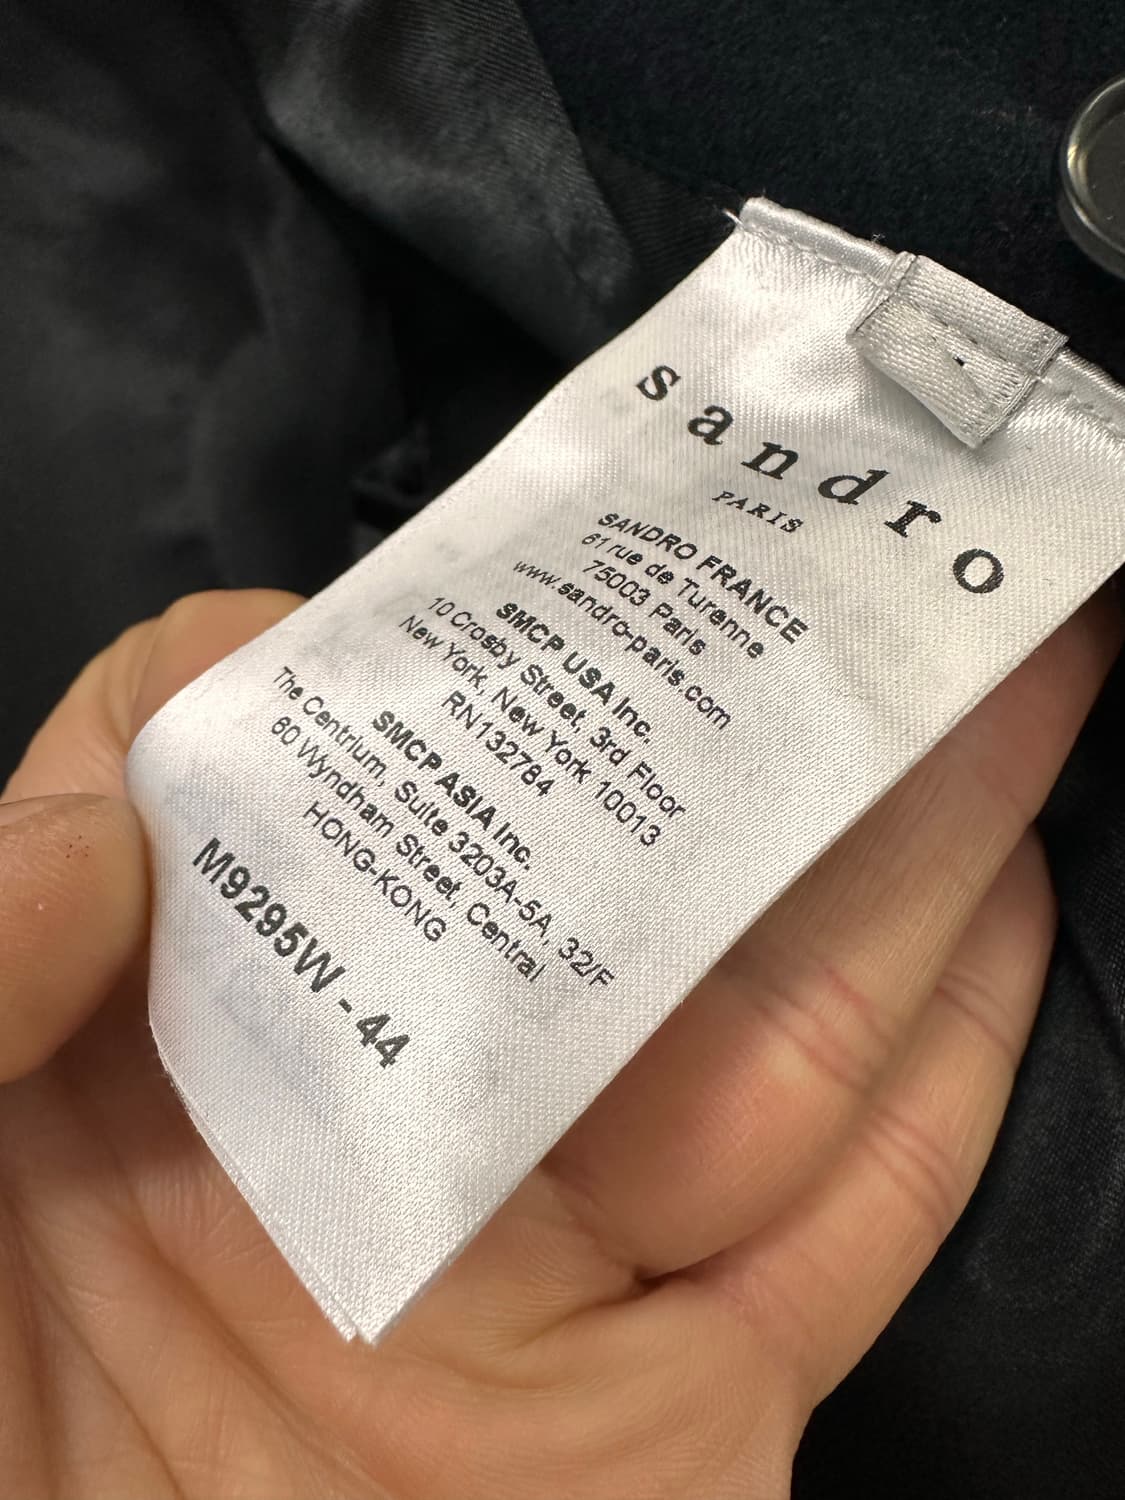 sandro
PARIS
SANDRO FRANCE
61 rue de Turenne
75003 Paris
www.sandro-paris.com
SMCP USA Inc.
10 Crosby Street, 3rd Floor
New York, New York 10013
RN132784
SMCP ASIA Inc.
The Centrium, Suite 3203A-5A, 32/F
60 Wyndham Street, Central
HONG-KONG
M9295W - 44